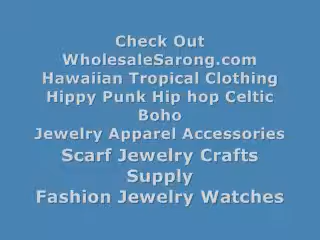 Check Out
WholesaleSarong.com
Hawaiian Tropical Clothing
Hippy Punk Hip hop Celtic
Boho
Jewelry Apparel Accessories
Scarf Jewelry Crafts
Supply
Fashion Jewelry Watches